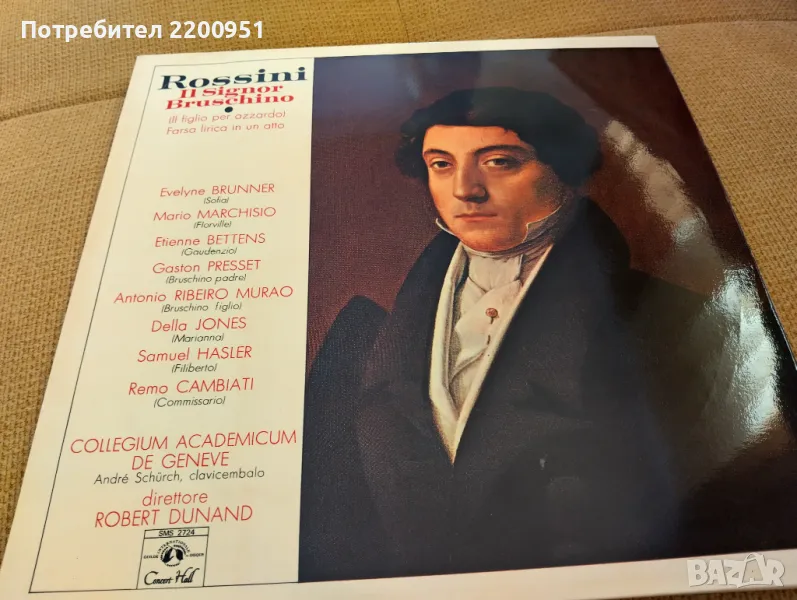 Потребител 2200951
Rossini
Il Signor
Bruschino
(Il figlio per azzardo)
Farsa lirica in un atto
Evelyne BRUNNER
(Sofia)
Mario MARCHISIO
(Florville)
Etienne BETTENS
(Gaudenzio)
Gaston PRESSET
(Bruschino padre)
Antonio RIBEIRO MURAO
(Bruschino figlio)
Della JONES
(Marianna)
Samuel HASLER
(Filiberto)
Remo CAMBIATI
(Commissario)
COLLEGIUM ACADEMICUM
DE GENEVE
André Schürch, clavicembalo
direttore
ROBERT DUNAND
SMS 2724
Concert Hall
BAZAR